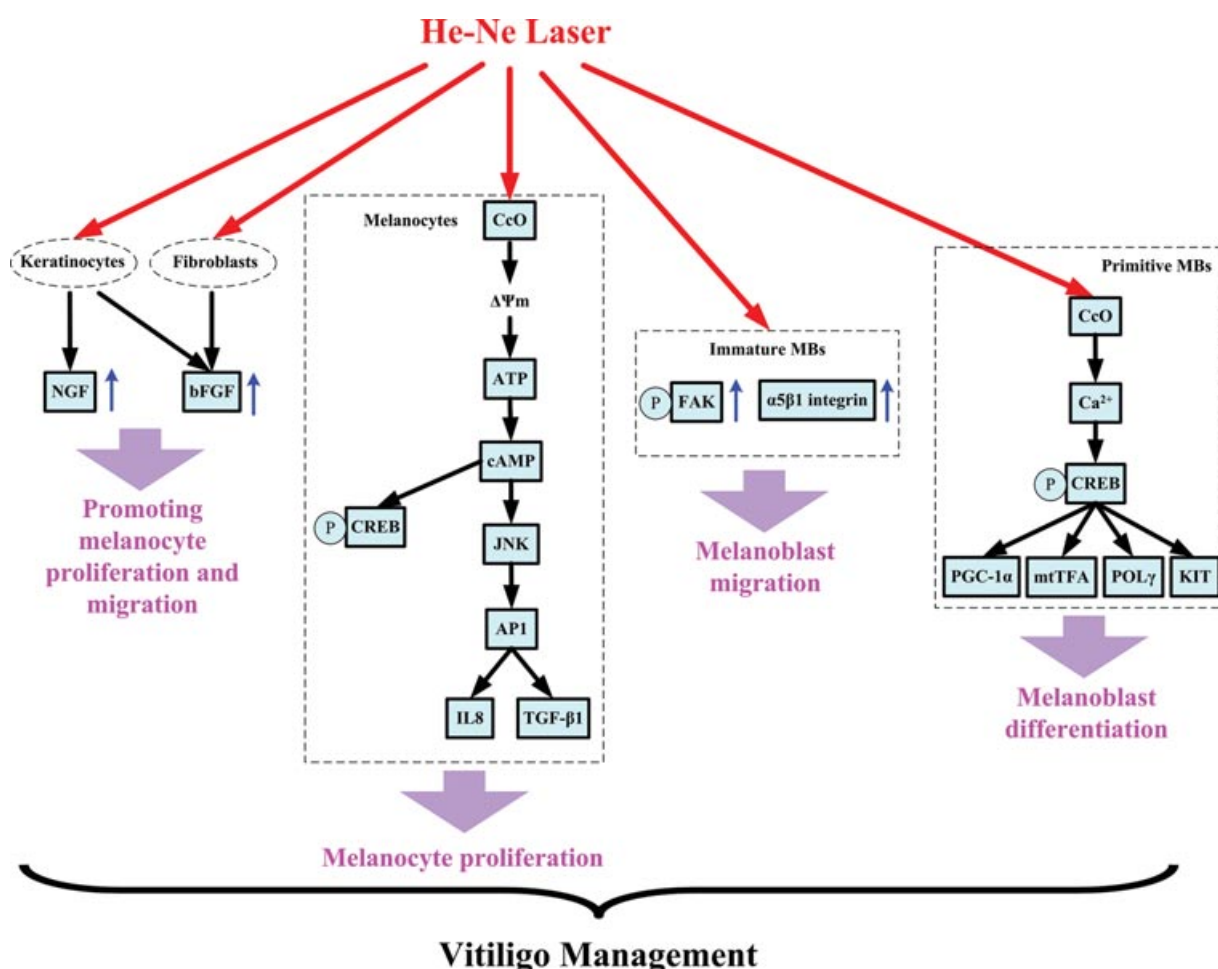 He-Ne Laser
Keratinocytes
Fibroblasts
NGF
bFGF
Promoting
melanocyte
proliferation and
migration
Melanocytes
CcO
ΔΨm
ATP
cAMP
P
CREB
JNK
AP1
IL8
TGF-β1
Melanocyte proliferation
Immature MBs
P
FAK
α5β1 integrin
Melanoblast
migration
Primitive MBs
CcO
Ca²⁺
P
CREB
PGC-1α
mtTFA
POLγ
KIT
Melanoblast
differentiation
Vitiligo Management